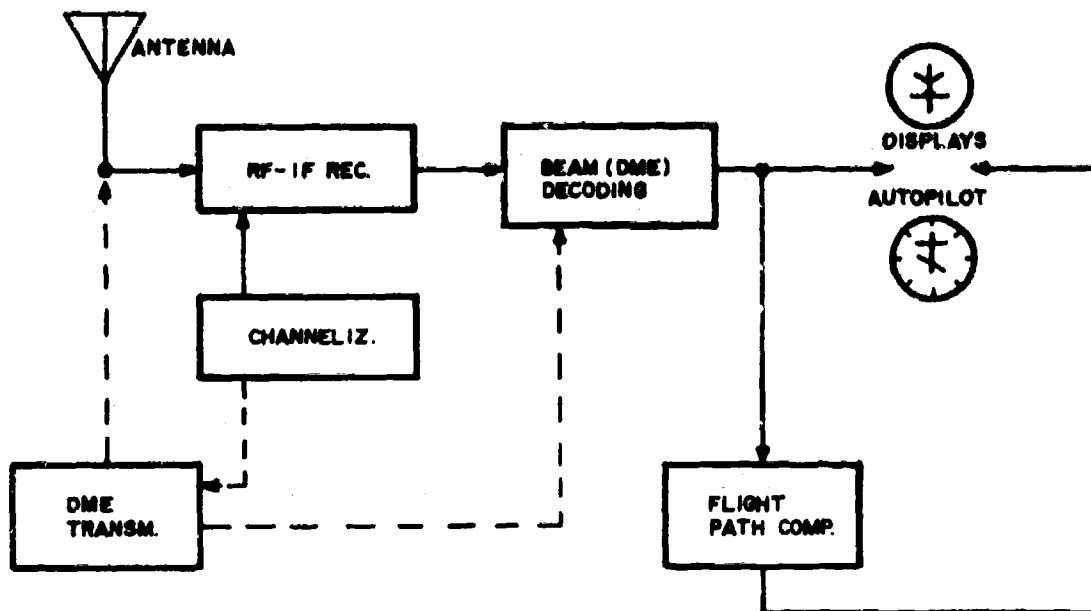 ANTENNA
RF-IF REC.
BEAM (DME)
DECODING
DISPLAYS
AUTOPILOT
CHANNELIZ.
DME
TRANSM.
FLIGHT
PATH COMP.